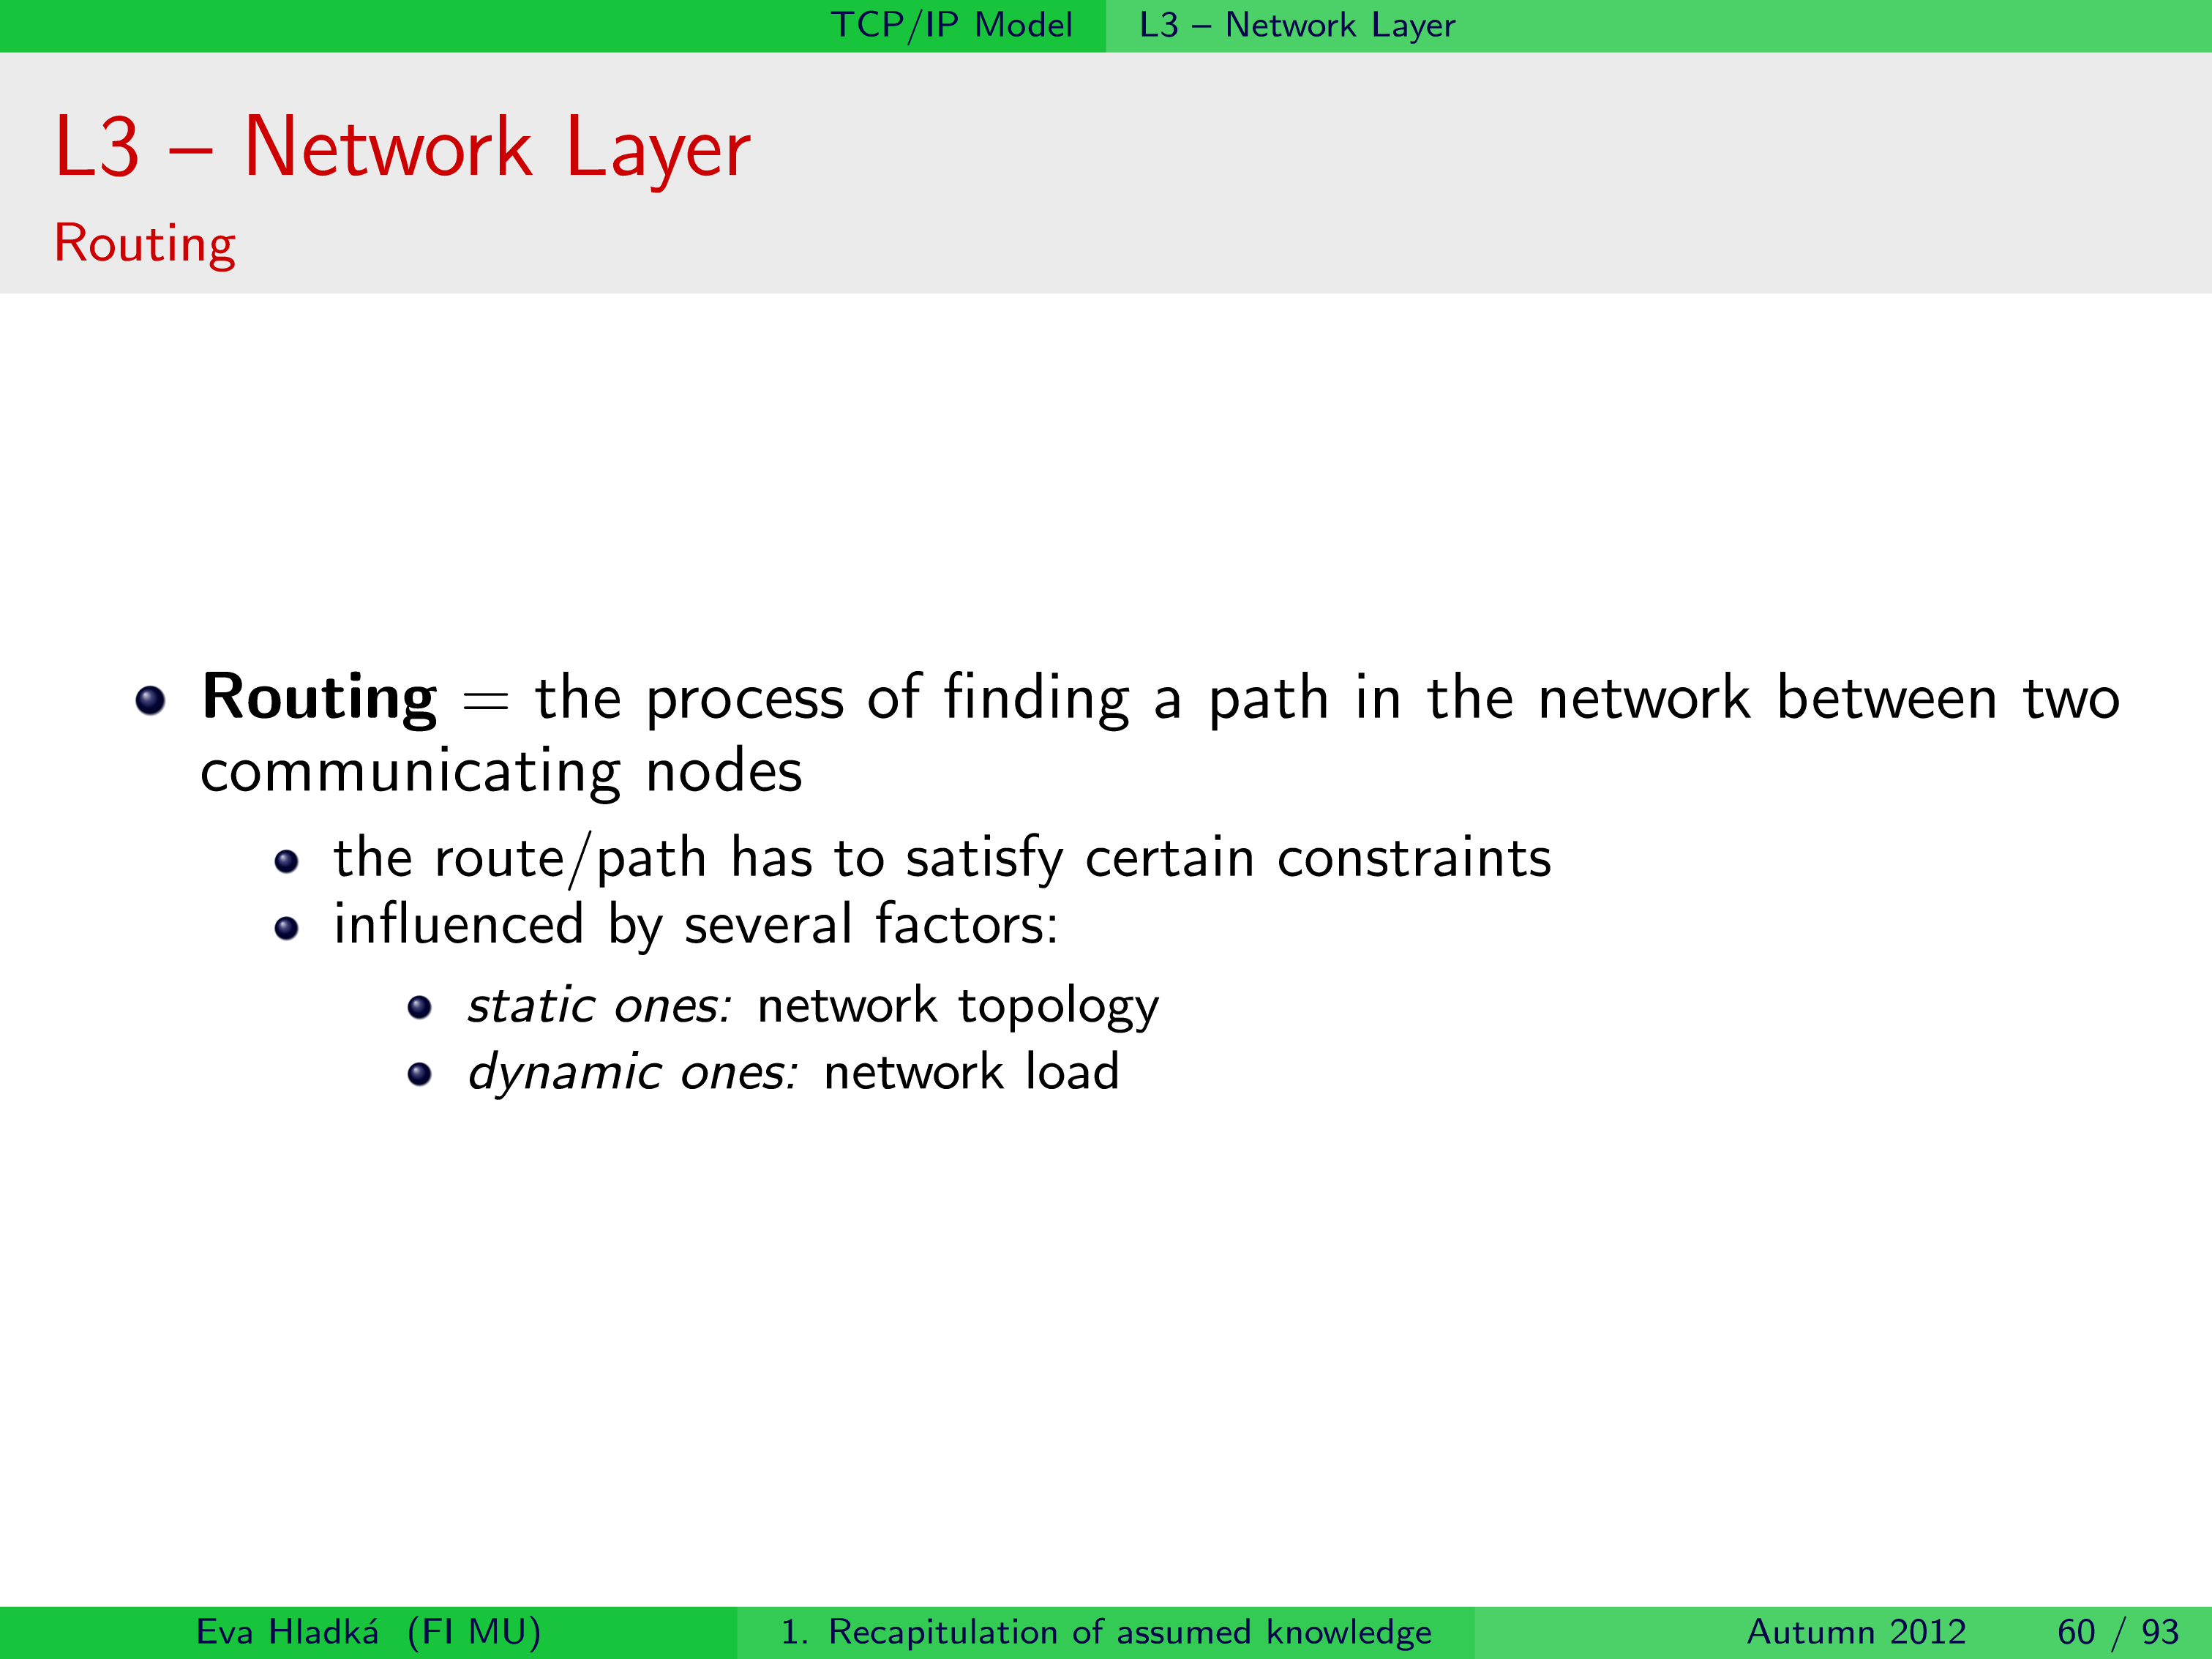 TCP/IP Model L3 – Network Layer
L3 – Network Layer
Routing
Routing = the process of finding a path in the network between two
communicating nodes
the route/path has to satisfy certain constraints
influenced by several factors:
static ones: network topology
dynamic ones: network load
Eva Hladká (FI MU) 1. Recapitulation of assumed knowledge Autumn 2012 60 / 93